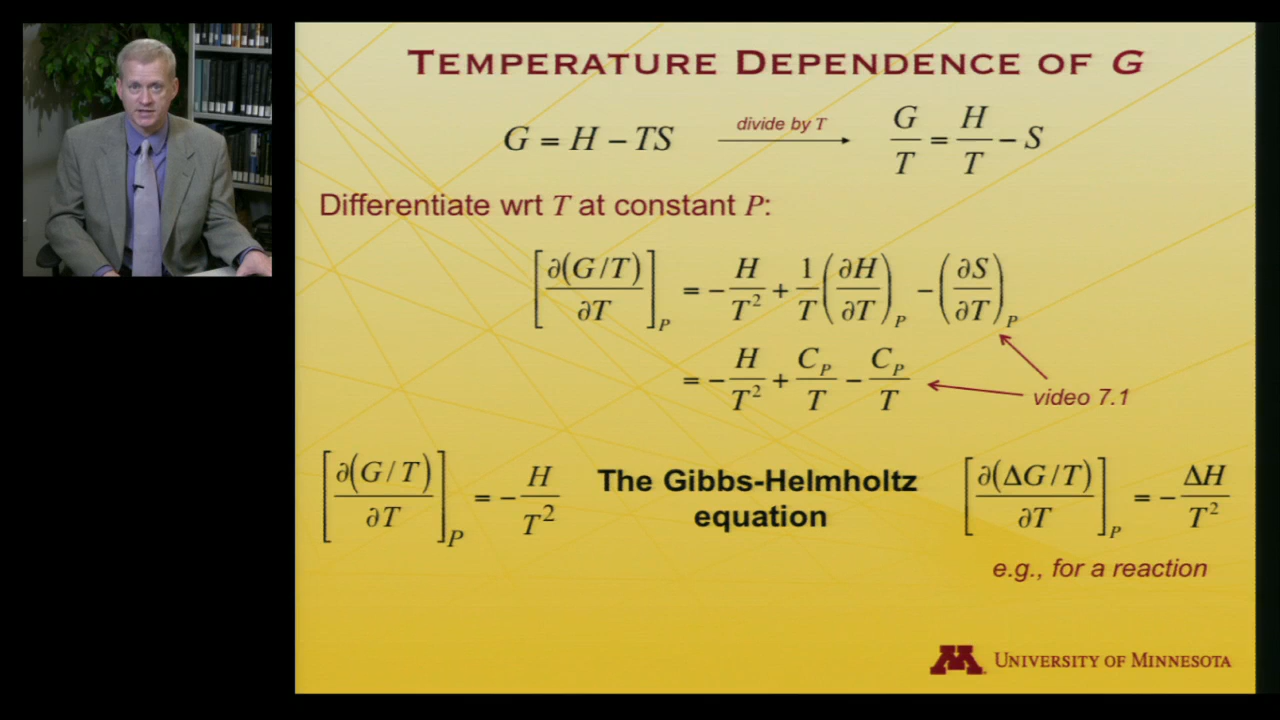 TEMPERATURE DEPENDENCE OF G
G = H − TS divide by T G/T = H/T − S
Differentiate wrt T at constant P:
[∂(G/T)/∂T]_P = −H/T² + 1/T (∂H/∂T)_P − (∂S/∂T)_P
= −H/T² + C_P/T − C_P/T
video 7.1
[∂(G/T)/∂T]_P = −H/T²
The Gibbs-Helmholtz
equation
[∂(ΔG/T)/∂T]_P = −ΔH/T²
e.g., for a reaction
M UNIVERSITY OF MINNESOTA